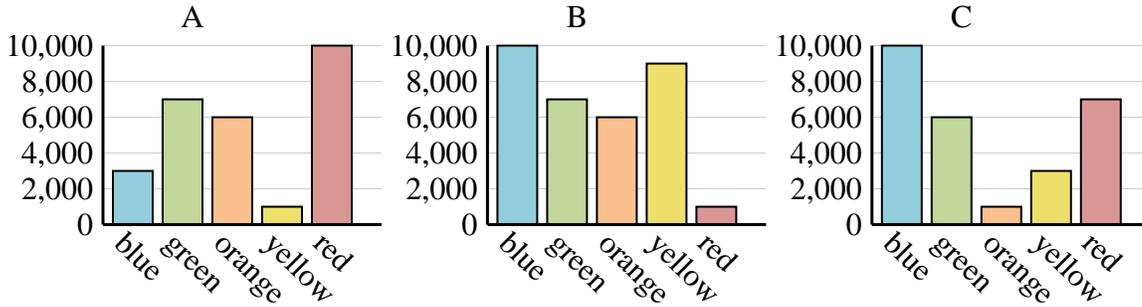 A
10,000
8,000
6,000
4,000
2,000
0
blue
green
orange
yellow
red
B
10,000
8,000
6,000
4,000
2,000
0
blue
green
orange
yellow
red
C
10,000
8,000
6,000
4,000
2,000
0
blue
green
orange
yellow
red